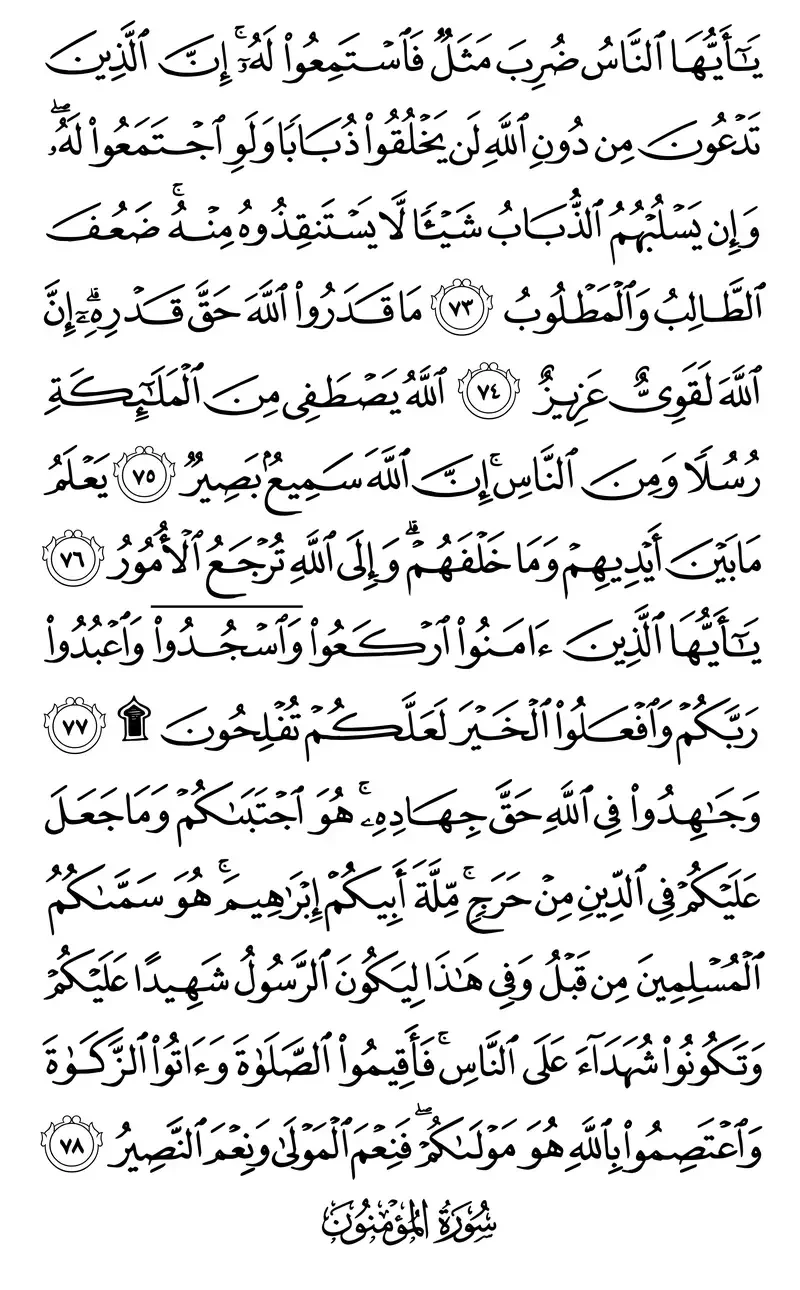 يَٰٓأَيُّهَا ٱلنَّاسُ ضُرِبَ مَثَلٌ فَٱسْتَمِعُوا۟ لَهُۥٓ ۚ إِنَّ ٱلَّذِينَ
تَدْعُونَ مِن دُونِ ٱللَّهِ لَن يَخْلُقُوا۟ ذُبَابًا وَلَوِ ٱجْتَمَعُوا۟ لَهُۥ ۖ
وَإِن يَسْلُبْهُمُ ٱلذُّبَابُ شَيْـًٔا لَّا يَسْتَنقِذُوهُ مِنْهُ ۚ ضَعُفَ
ٱلطَّالِبُ وَٱلْمَطْلُوبُ ٧٣ مَا قَدَرُوا۟ ٱللَّهَ حَقَّ قَدْرِهِۦٓ ۗ إِنَّ
ٱللَّهَ لَقَوِىٌّ عَزِيزٌ ٧٤ ٱللَّهُ يَصْطَفِى مِنَ ٱلْمَلَٰٓئِكَةِ
رُسُلًا وَمِنَ ٱلنَّاسِ ۚ إِنَّ ٱللَّهَ سَمِيعٌۢ بَصِيرٌ ٧٥ يَعْلَمُ
مَا بَيْنَ أَيْدِيهِمْ وَمَا خَلْفَهُمْ ۗ وَإِلَى ٱللَّهِ تُرْجَعُ ٱلْأُمُورُ ٧٦
يَٰٓأَيُّهَا ٱلَّذِينَ ءَامَنُوا۟ ٱرْكَعُوا۟ وَٱسْجُدُوا۟ وَٱعْبُدُوا۟
رَبَّكُمْ وَٱفْعَلُوا۟ ٱلْخَيْرَ لَعَلَّكُمْ تُفْلِحُونَ ۩ ٧٧
وَجَٰهِدُوا۟ فِى ٱللَّهِ حَقَّ جِهَادِهِۦ ۚ هُوَ ٱجْتَبَىٰكُمْ وَمَا جَعَلَ
عَلَيْكُمْ فِى ٱلدِّينِ مِنْ حَرَجٍ ۚ مِّلَّةَ أَبِيكُمْ إِبْرَٰهِيمَ ۚ هُوَ سَمَّىٰكُمُ
ٱلْمُسْلِمِينَ مِن قَبْلُ وَفِى هَٰذَا لِيَكُونَ ٱلرَّسُولُ شَهِيدًا عَلَيْكُمْ
وَتَكُونُوا۟ شُهَدَآءَ عَلَى ٱلنَّاسِ ۚ فَأَقِيمُوا۟ ٱلصَّلَوٰةَ وَءَاتُوا۟ ٱلزَّكَوٰةَ
وَٱعْتَصِمُوا۟ بِٱللَّهِ هُوَ مَوْلَىٰكُمْ ۖ فَنِعْمَ ٱلْمَوْلَىٰ وَنِعْمَ ٱلنَّصِيرُ ٧٨
سُورَةُ المُؤْمِنُونَ